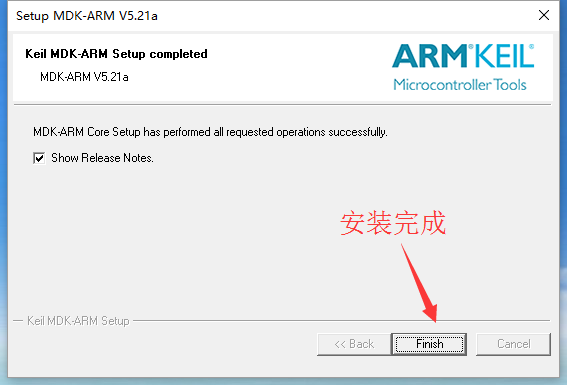 Setup MDK-ARM V5.21a
Keil MDK-ARM Setup completed
MDK-ARM V5.21a
ARM KEIL
Microcontroller Tools
MDK-ARM Core Setup has performed all requested operations successfully.
Show Release Notes.
安装完成
Keil MDK-ARM Setup
<< Back
Finish
Cancel